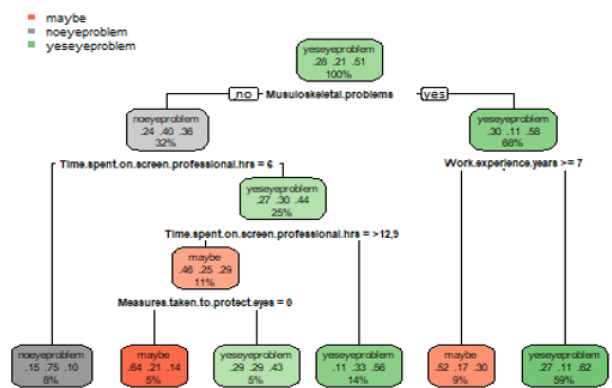 maybe
noeyeproblem
yeseyeproblem
yeseyeproblem
.28 .21 .51
100%
no Musuloskeletal.problems yes
noeyeproblem
.24 .40 .36
32%
yeseyeproblem
.30 .11 .58
68%
Time.spent.on.screen.professional.hrs = 6
Work.experience.years >= 7
yeseyeproblem
.27 .30 .44
25%
Time.spent.on.screen.professional.hrs = >12,9
maybe
.46 .25 .29
11%
Measures.taken.to.protect.eyes = 0
noeyeproblem
.15 .75 .10
8%
maybe
.64 .21 .14
5%
yeseyeproblem
.29 .29 .43
5%
yeseyeproblem
.11 .33 .56
14%
maybe
.52 .17 .30
9%
yeseyeproblem
.27 .11 .62
59%